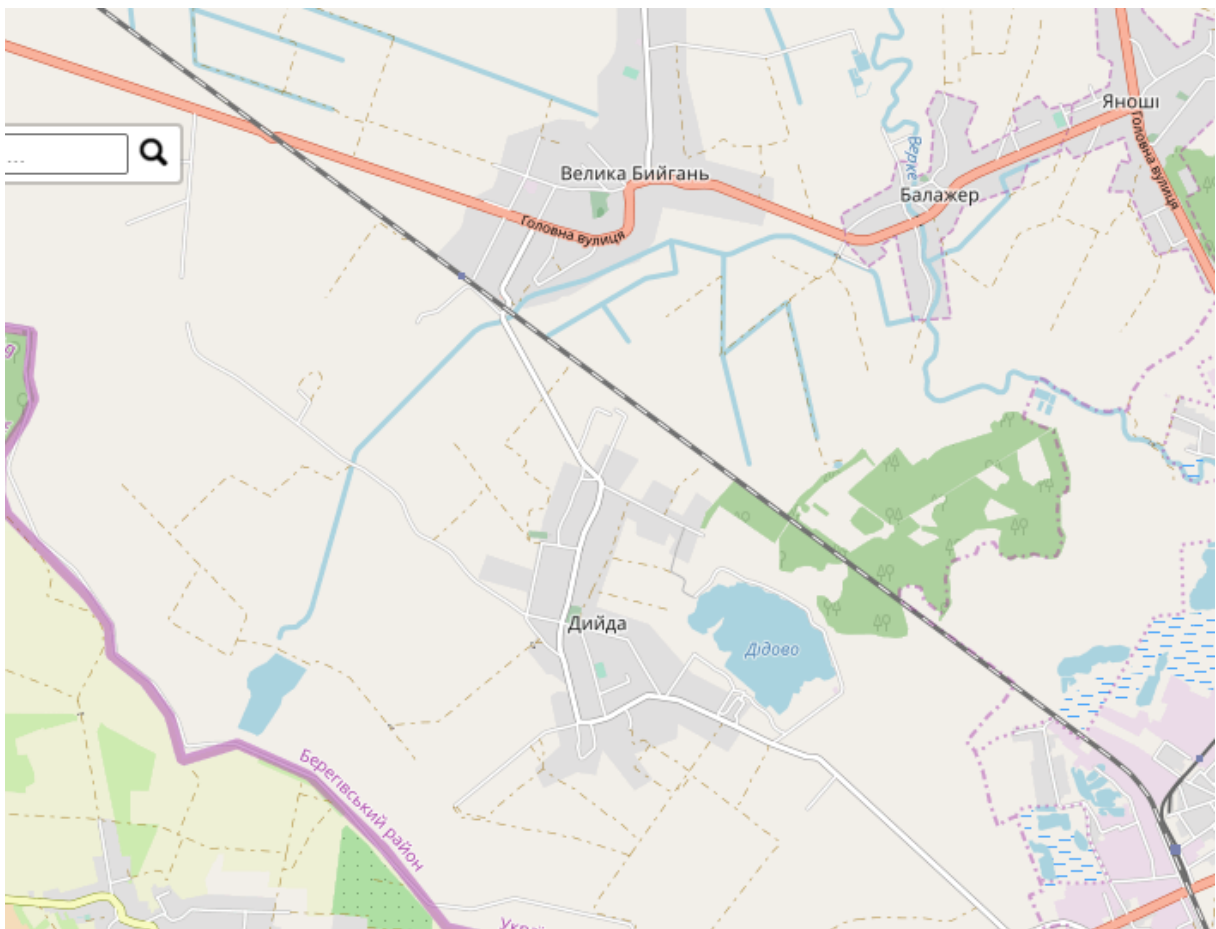 ...
Яноші
Головна вулиця
Верке
Велика Бийгань
Балажер
Головна вулиця
Дийда
Дідово
Берегівський район